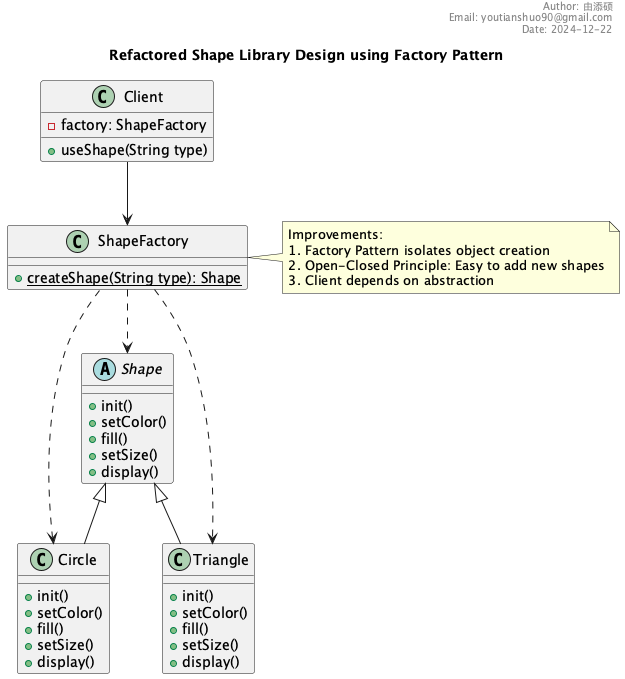 Author: 由添硕
Email: youtianshuo90@gmail.com
Date: 2024-12-22
Refactored Shape Library Design using Factory Pattern
C Client
factory: ShapeFactory
useShape(String type)
C ShapeFactory
createShape(String type): Shape
Improvements:
1. Factory Pattern isolates object creation
2. Open-Closed Principle: Easy to add new shapes
3. Client depends on abstraction
A Shape
init()
setColor()
fill()
setSize()
display()
C Circle
init()
setColor()
fill()
setSize()
display()
C Triangle
init()
setColor()
fill()
setSize()
display()